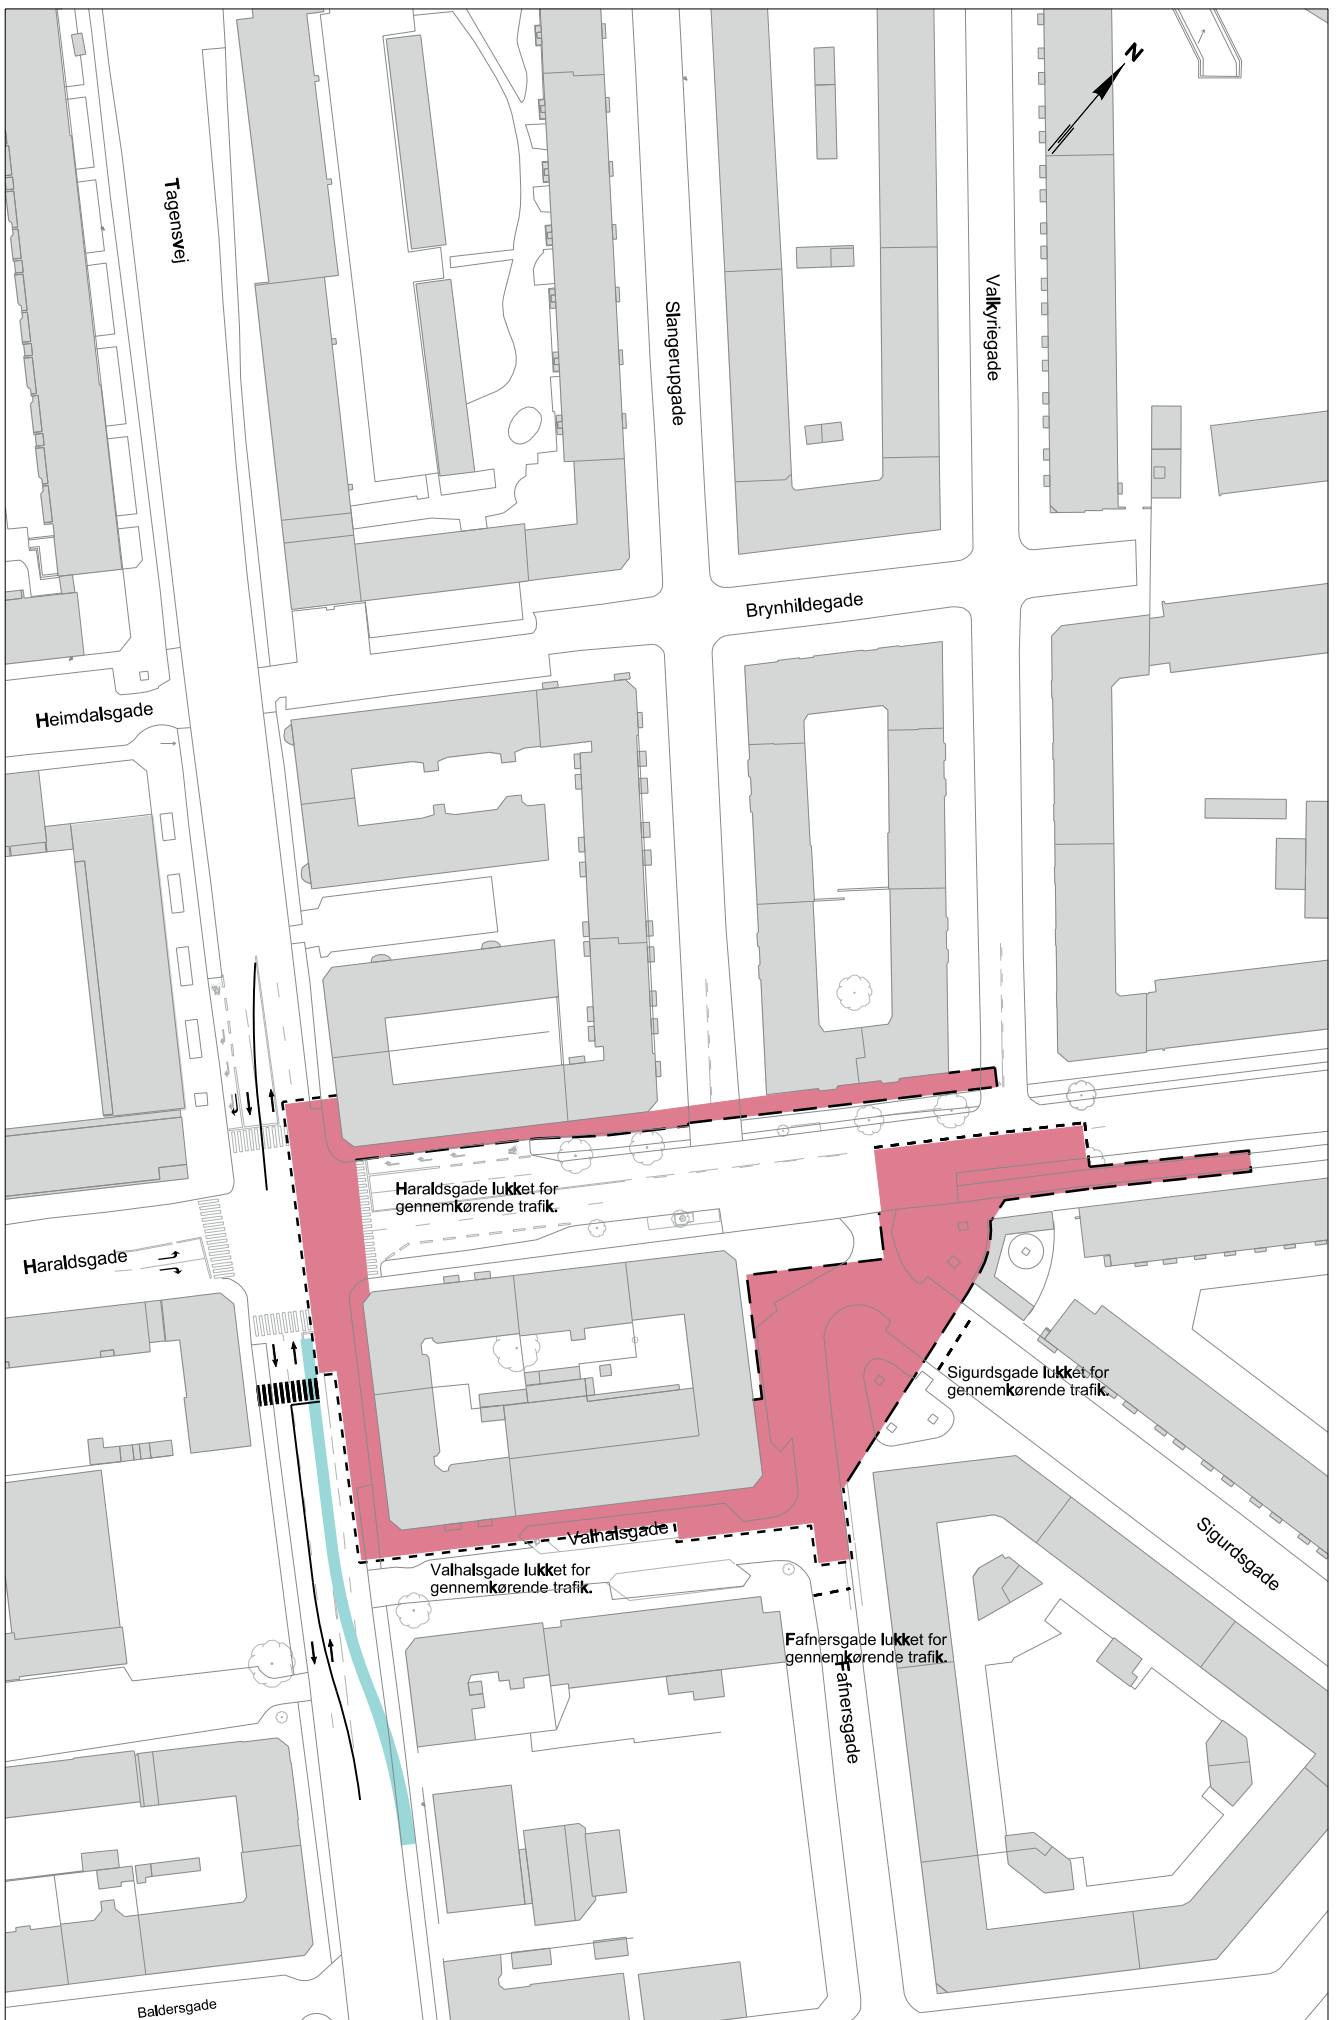 N
Tagensvej
Slangerupgade
Valkyriegade
Brynhildegade
Heimdalsgade
Haraldsgade lukket for
gennemkørende trafik.
Haraldsgade
Sigurdsgade lukket for
gennemkørende trafik.
Valhalsgade
Sigurdsgade
Valhalsgade lukket for
gennemkørende trafik.
Fafnersgade lukket for
gennemkørende trafik.
Fafnersgade
Baldersgade